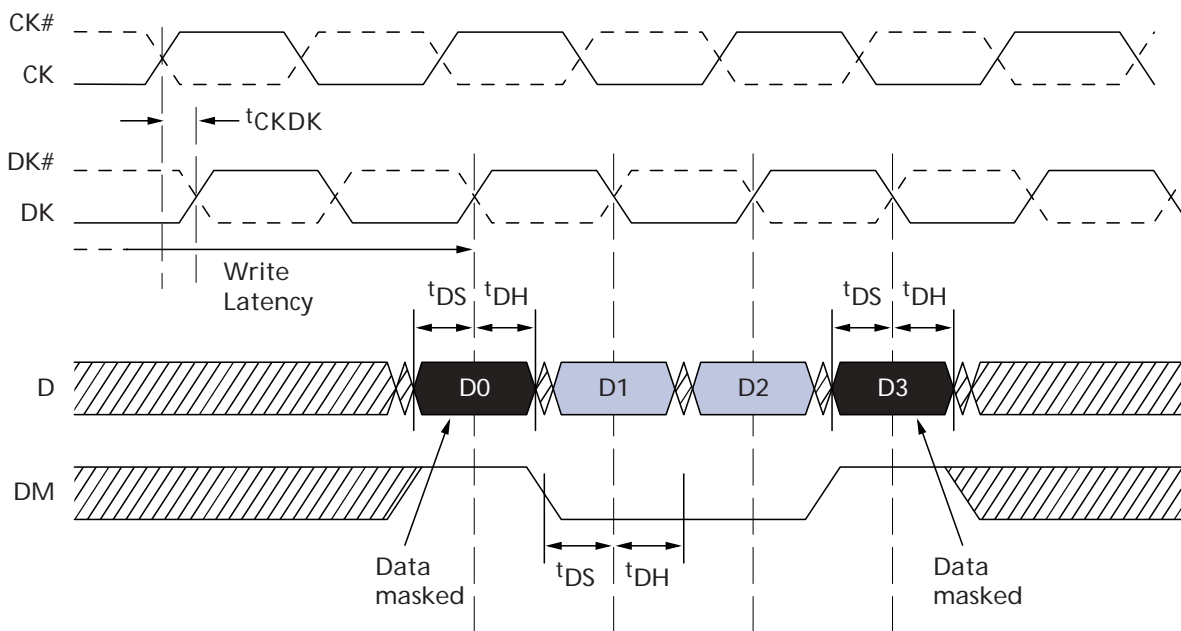 CK#
CK
tCKDK
DK#
DK
Write
Latency
tDS
tDH
tDS
tDH
D
D0
D1
D2
D3
DM
tDS
tDH
Data
masked
Data
masked